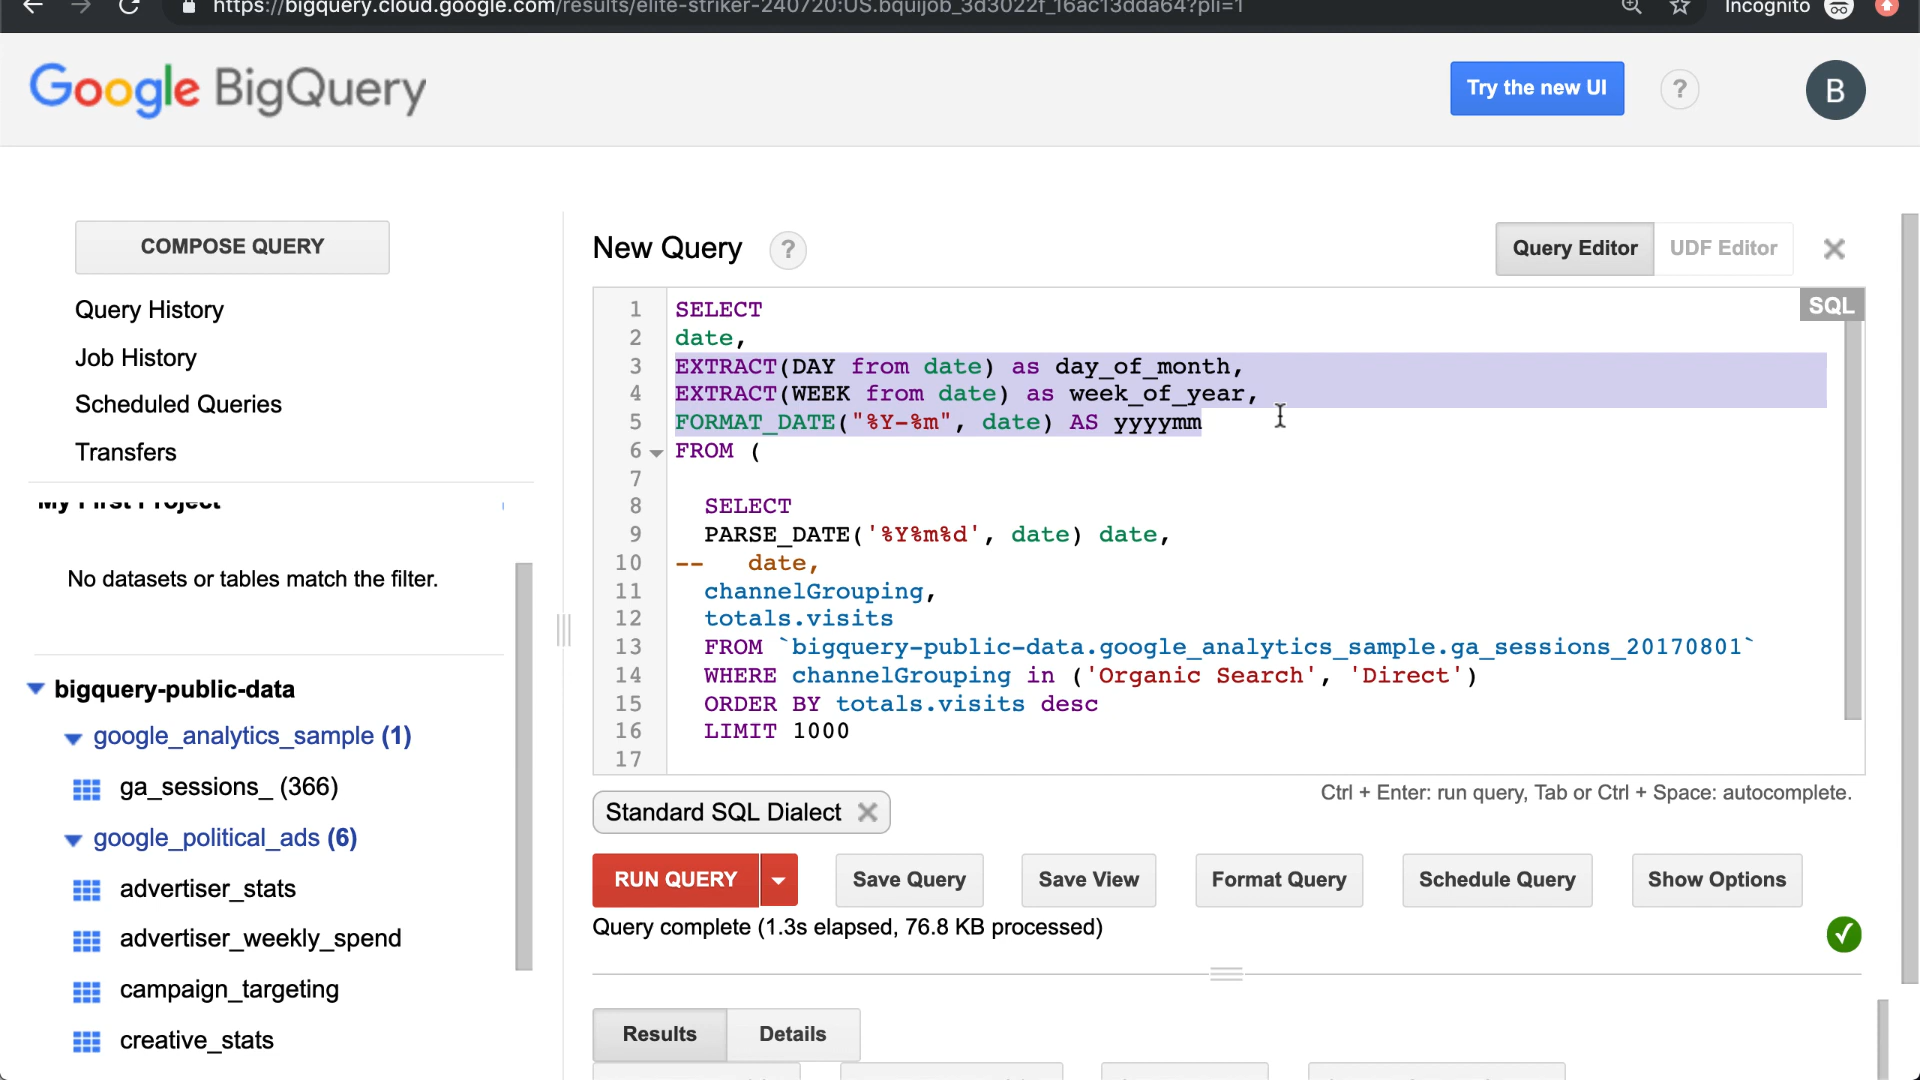 https://bigquery.cloud.google.com/results/elite-striker-240720:US.bquijob_3d3022f_16ac13dda64?pli=1
Incognito
Google BigQuery
Try the new UI
?
B
COMPOSE QUERY
Query History
Job History
Scheduled Queries
Transfers
My First Project
No datasets or tables match the filter.
bigquery-public-data
google_analytics_sample (1)
ga_sessions_ (366)
google_political_ads (6)
advertiser_stats
advertiser_weekly_spend
campaign_targeting
creative_stats
New Query ?
Query Editor
UDF Editor
SQL
1 SELECT
2 date,
3 EXTRACT(DAY from date) as day_of_month,
4 EXTRACT(WEEK from date) as week_of_year,
5 FORMAT_DATE("%Y-%m", date) AS yyyymm
6 FROM (
7
8 SELECT
9 PARSE_DATE('%Y%m%d', date) date,
10 -- date,
11 channelGrouping,
12 totals.visits
13 FROM `bigquery-public-data.google_analytics_sample.ga_sessions_20170801`
14 WHERE channelGrouping in ('Organic Search', 'Direct')
15 ORDER BY totals.visits desc
16 LIMIT 1000
17
Ctrl + Enter: run query, Tab or Ctrl + Space: autocomplete.
Standard SQL Dialect
RUN QUERY
Save Query
Save View
Format Query
Schedule Query
Show Options
Query complete (1.3s elapsed, 76.8 KB processed)
Results
Details